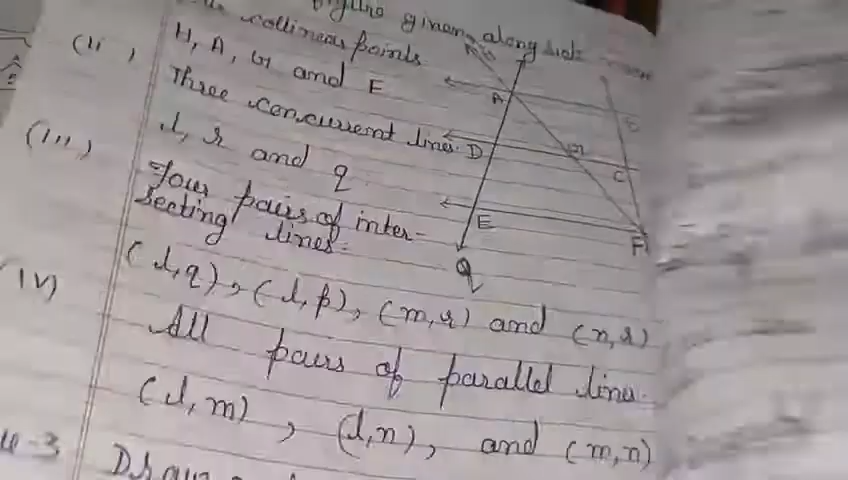 given along side
collinear points
(ii) H, A, G and F
Three concurrent lines.
(iii) l, r and q
Four pairs of inter-
secting lines.
(l,q), (l,p), (m,r) and (n,r)
(iv) All pairs of parallel lines.
(l,m), (l,n), and (m,n)
A
D
E
C
F
Q